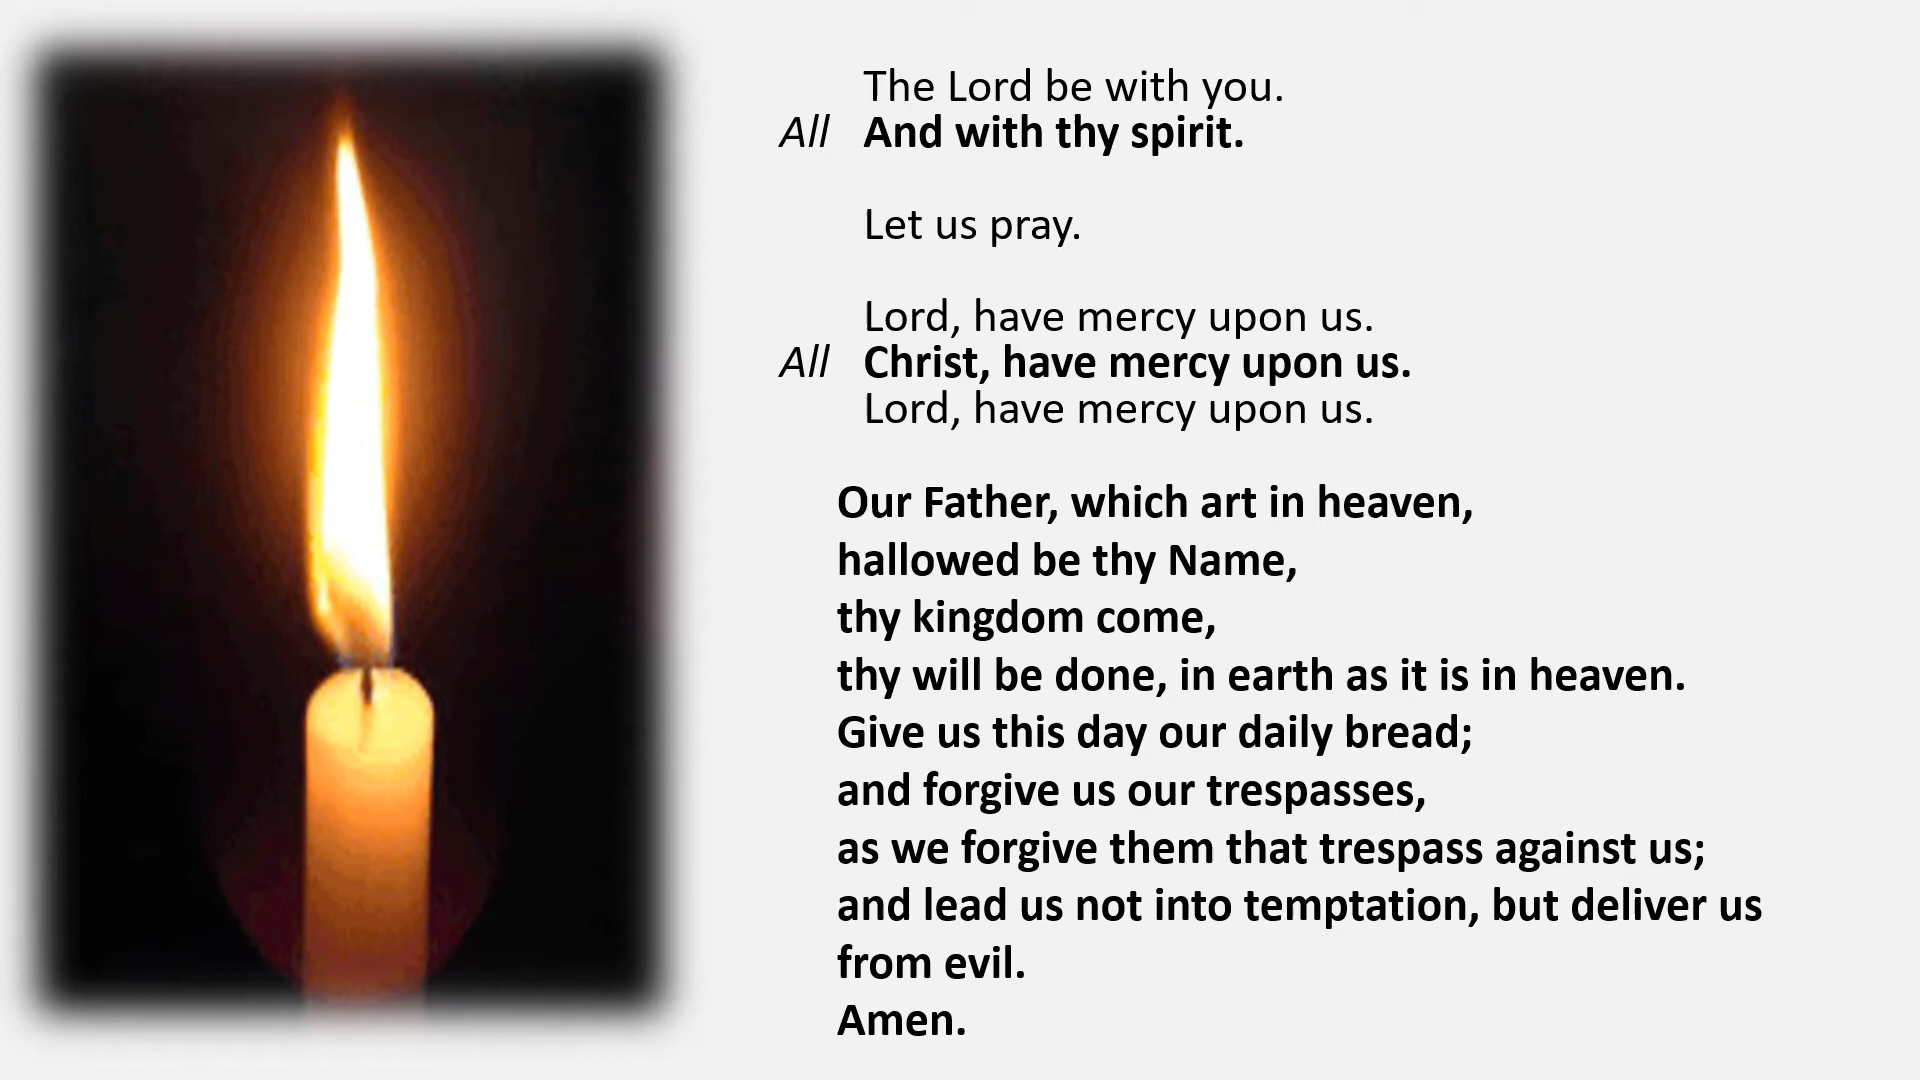 The Lord be with you.
All And with thy spirit.
Let us pray.
Lord, have mercy upon us.
All Christ, have mercy upon us.
Lord, have mercy upon us.
Our Father, which art in heaven,
hallowed be thy Name,
thy kingdom come,
thy will be done, in earth as it is in heaven.
Give us this day our daily bread;
and forgive us our trespasses,
as we forgive them that trespass against us;
and lead us not into temptation, but deliver us
from evil.
Amen.